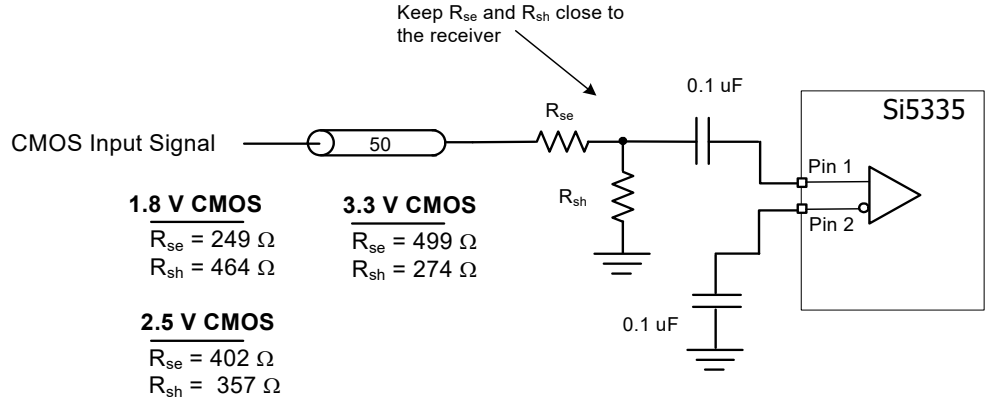 Keep Rse and Rsh close to
the receiver
0.1 uF
Si5335
Rse
CMOS Input Signal
50
Pin 1
Rsh
Pin 2
1.8 V CMOS
Rse = 249 Ω
Rsh = 464 Ω
3.3 V CMOS
Rse = 499 Ω
Rsh = 274 Ω
0.1 uF
2.5 V CMOS
Rse = 402 Ω
Rsh = 357 Ω